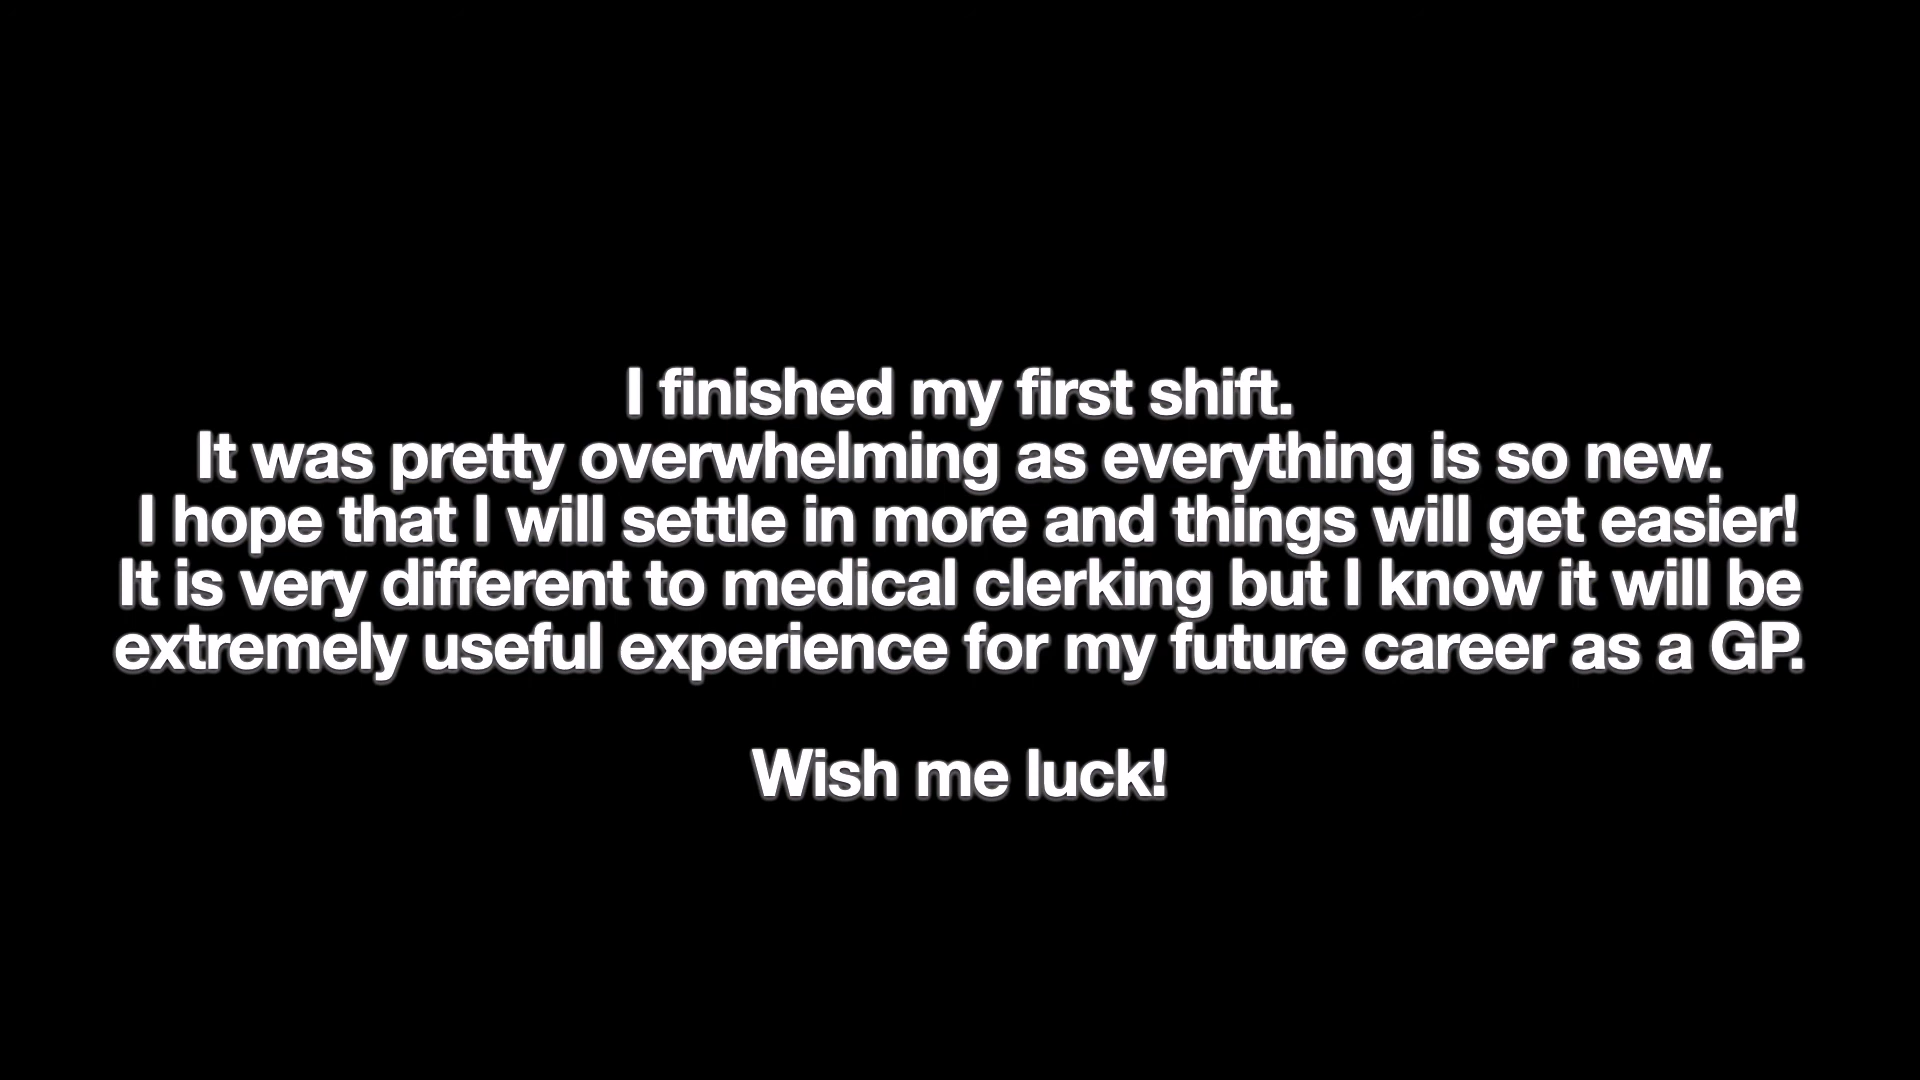 I finished my first shift.
It was pretty overwhelming as everything is so new.
I hope that I will settle in more and things will get easier!
It is very different to medical clerking but I know it will be
extremely useful experience for my future career as a GP.
Wish me luck!